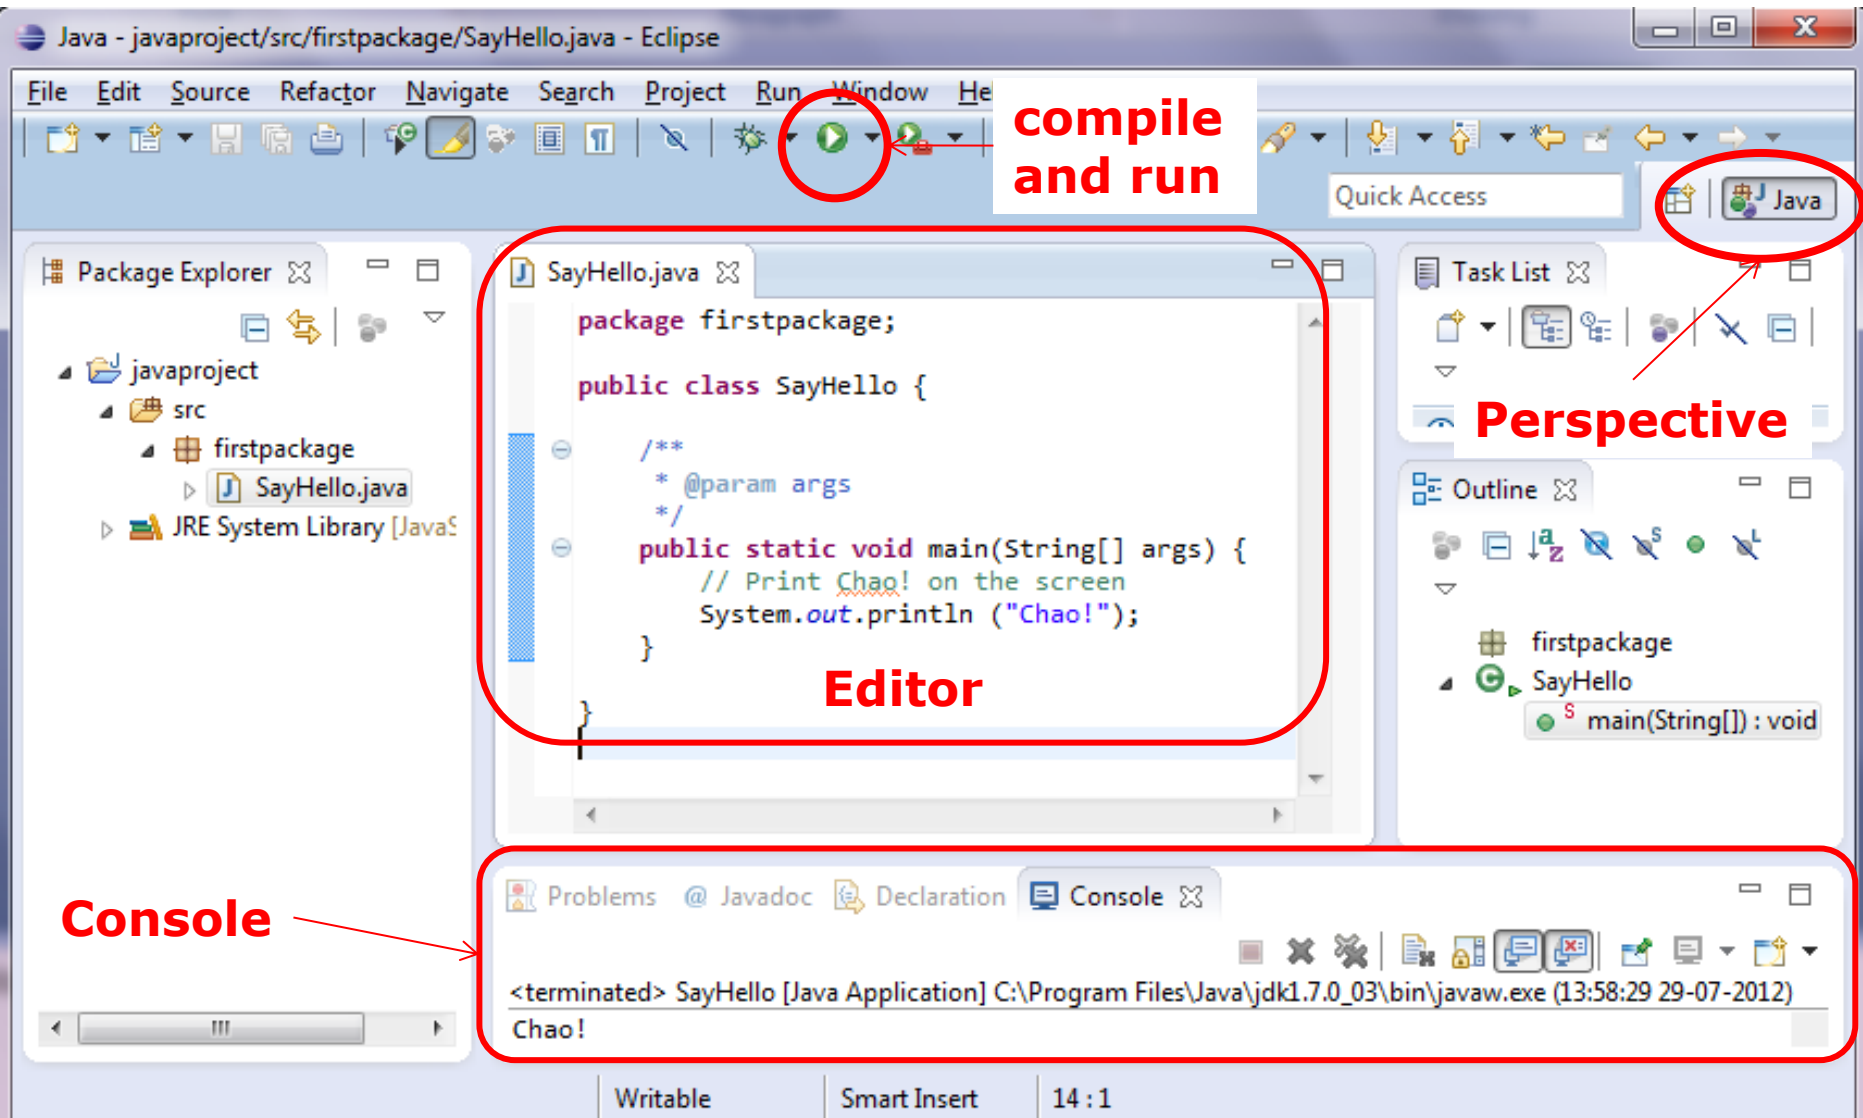 Java - javaproject/src/firstpackage/SayHello.java - Eclipse
File Edit Source Refactor Navigate Search Project Run Window He
compile
and run
Quick Access
Java
Package Explorer
javaproject
src
firstpackage
SayHello.java
JRE System Library [JavaS
SayHello.java
package firstpackage;
public class SayHello {
/**
* @param args
*/
public static void main(String[] args) {
// Print Chao! on the screen
System.out.println ("Chao!");
}
}
Editor
Task List
Perspective
Outline
firstpackage
SayHello
main(String[]) : void
Console
Problems @ Javadoc Declaration Console
<terminated> SayHello [Java Application] C:\Program Files\Java\jdk1.7.0_03\bin\javaw.exe (13:58:29 29-07-2012)
Chao!
Writable Smart Insert 14 : 1